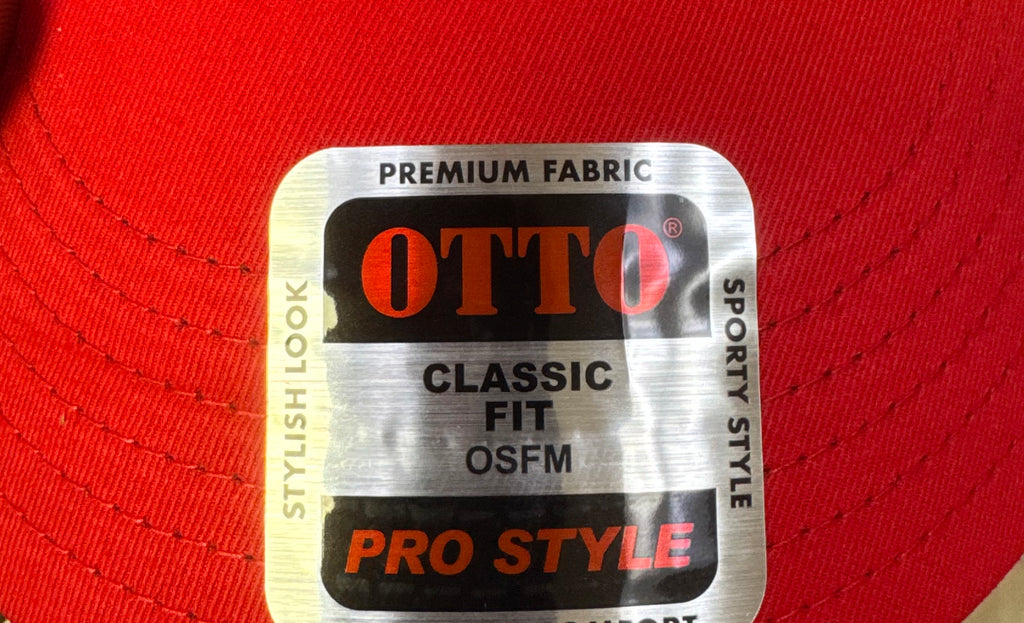 PREMIUM FABRIC
OTTO®
STYLISH LOOK
SPORTY STYLE
CLASSIC
FIT
OSFM
PRO STYLE